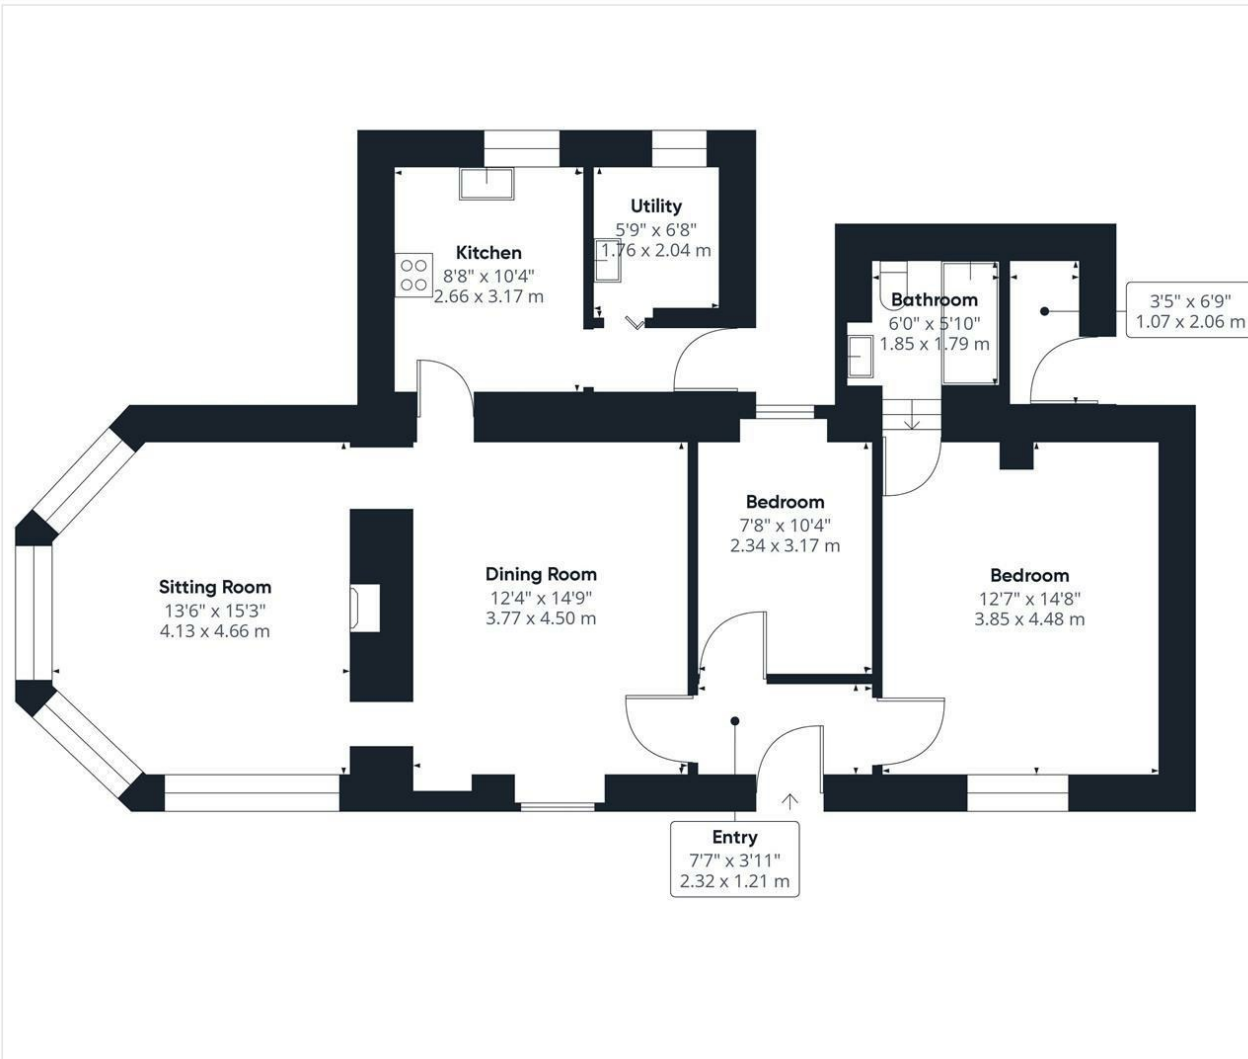 Utility
5'9" x 6'8"
1.76 x 2.04 m
Kitchen
8'8" x 10'4"
2.66 x 3.17 m
Bathroom
6'0" x 5'10"
1.85 x 1.79 m
3'5" x 6'9"
1.07 x 2.06 m
Bedroom
7'8" x 10'4"
2.34 x 3.17 m
Sitting Room
13'6" x 15'3"
4.13 x 4.66 m
Dining Room
12'4" x 14'9"
3.77 x 4.50 m
Bedroom
12'7" x 14'8"
3.85 x 4.48 m
Entry
7'7" x 3'11"
2.32 x 1.21 m